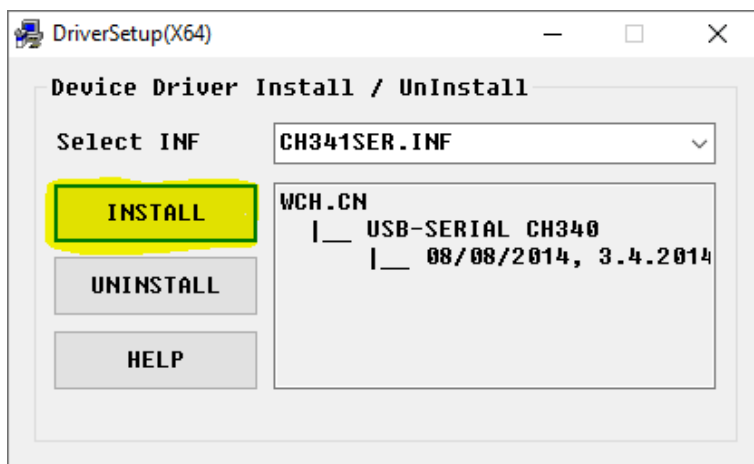 DriverSetup(X64)
Device Driver Install / UnInstall
Select INF
CH341SER.INF
INSTALL
WCH.CN
|__ USB-SERIAL CH340
|__ 08/08/2014, 3.4.2014
UNINSTALL
HELP